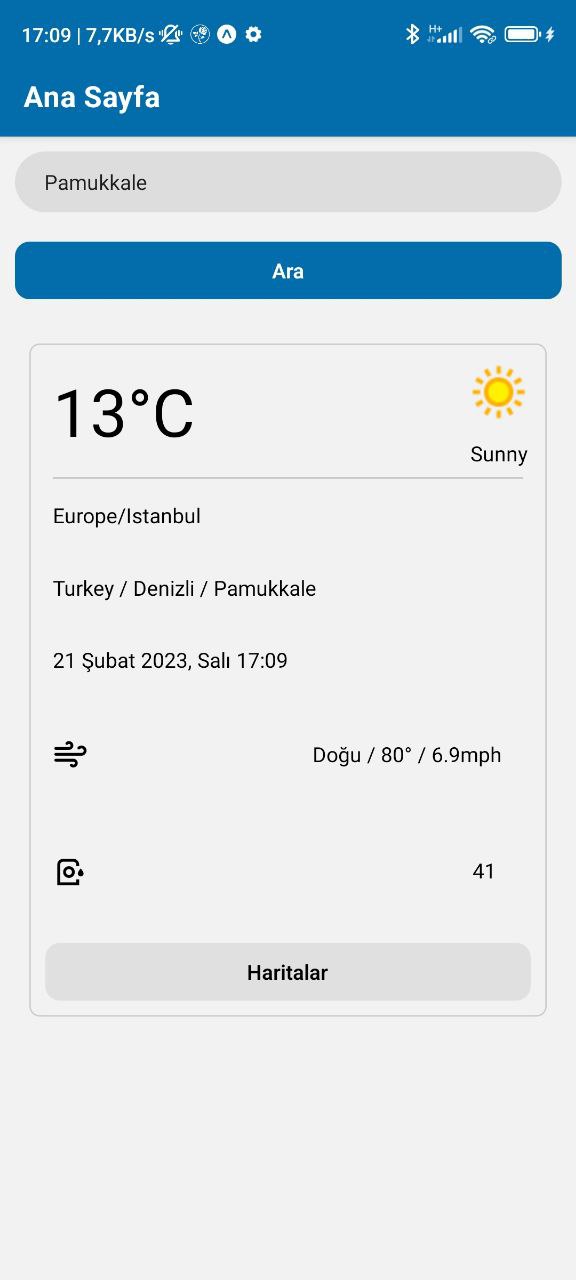 17:09 | 7,7KB/s H+
Ana Sayfa
Pamukkale
Ara
13°C
Sunny
Europe/Istanbul
Turkey / Denizli / Pamukkale
21 Şubat 2023, Salı 17:09
Doğu / 80° / 6.9mph
41
Haritalar